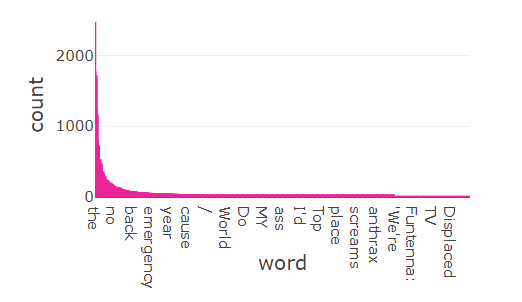 2000
1000
0
count
the
no
back
emergency
year
cause
/
World
Do
MY
ass
I'd
Top
place
screams
anthrax
'We're
Funtenna:
TV
Displaced
word